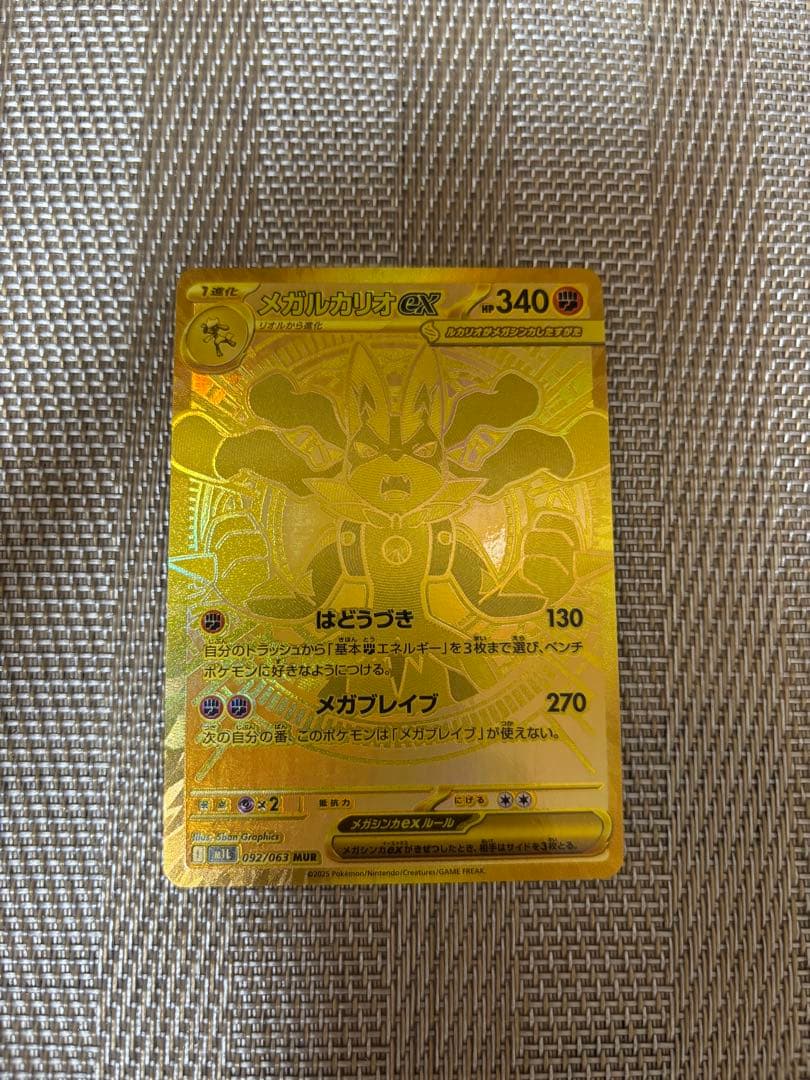 1進化
メガルカリオex
HP 340
リオルから進化
ルカリオがメガシンカしたすがた
はどうづき 130
自分のトラッシュから「基本闘エネルギー」を3枚まで選び、ベンチ
ポケモンに好きなようにつける。
メガブレイブ 270
次の自分の番、このポケモンは「メガブレイブ」が使えない。
弱点 ×2 抵抗力 にげる
メガシンカexルール
メガシンカexがきぜつしたとき、相手はサイドを3枚とる。
Illus. 5ban Graphics
I M1L 092/063 MUR
©2025 Pokémon/Nintendo/Creatures/GAME FREAK.